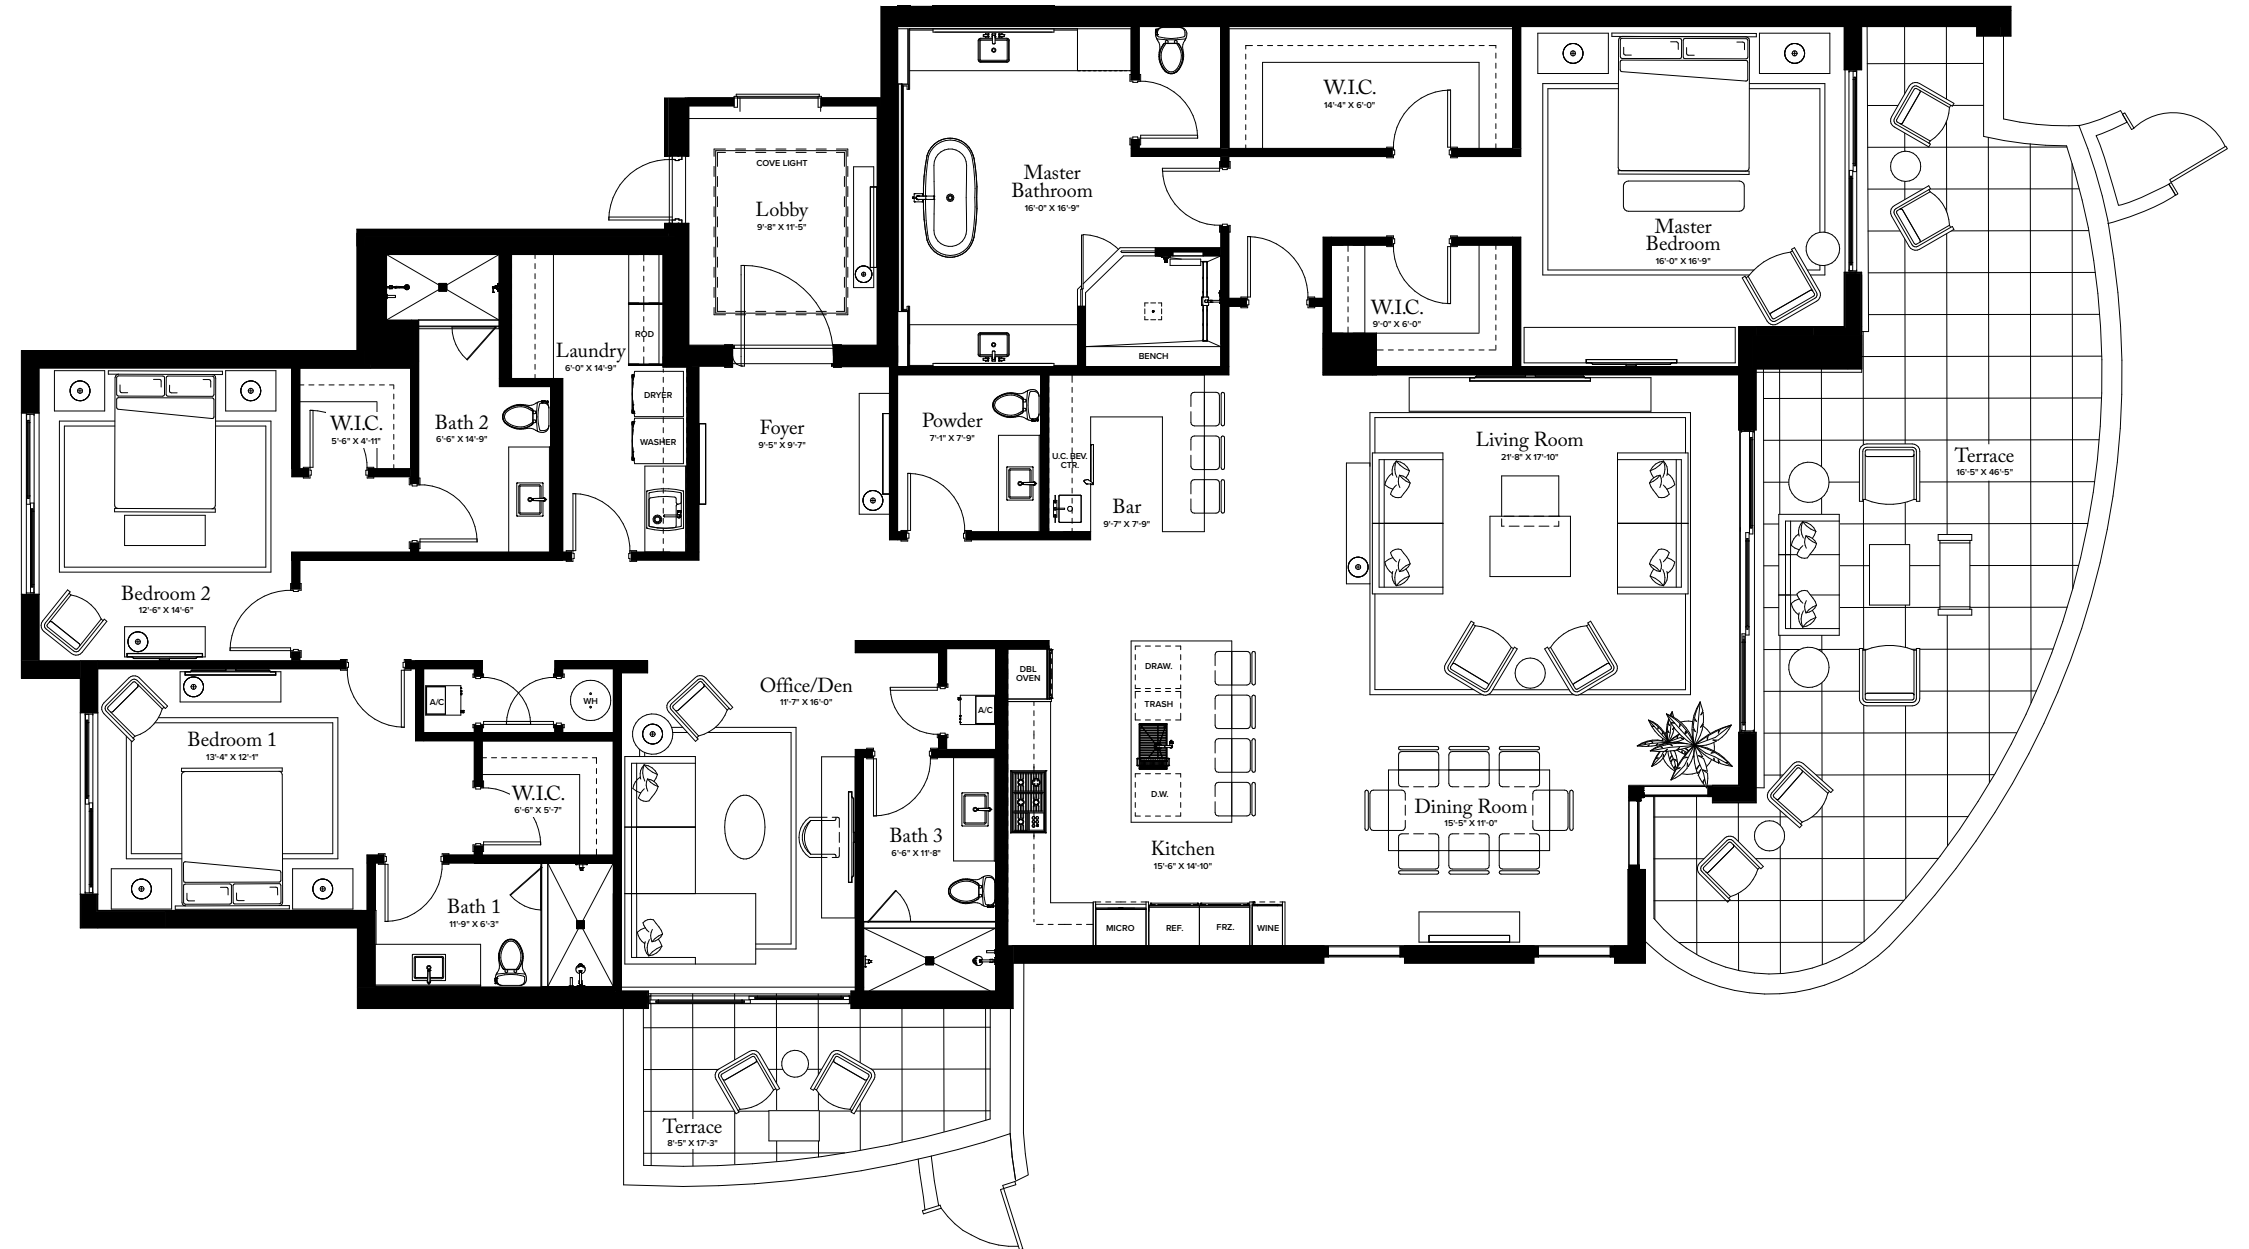 W.I.C.
14'-4" X 6'-0"
COVE LIGHT
Lobby
9'-8" X 11'-5"
Master
Bathroom
16'-0" X 16'-9"
Master
Bedroom
16'-0" X 16'-9"
W.I.C.
9'-0" X 6'-0"
ROD
Laundry
6'-0" X 14'-9"
BENCH
DRYER
WASHER
W.I.C.
5'-6" X 4'-11"
Bath 2
6'-6" X 14'-9"
Foyer
9'-5" X 9'-7"
Powder
7'-1" X 7'-9"
U.C. BEV.
CTR.
Bar
9'-7" X 7'-9"
Living Room
21'-8" X 17'-10"
Terrace
16'-5" X 46'-5"
Bedroom 2
12'-6" X 14'-6"
A/C
WH
Office/Den
11'-7" X 16'-0"
A/C
DBL
OVEN
DRAW.
TRASH
D.W.
Bedroom 1
13'-4" X 12'-1"
W.I.C.
6'-6" X 5'-7"
Bath 3
6'-6" X 11'-8"
Kitchen
15'-6" X 14'-10"
Dining Room
15'-5" X 11'-0"
Bath 1
11'-9" X 6'-3"
MICRO
REF.
FRZ.
WINE
Terrace
8'-5" X 17'-3"